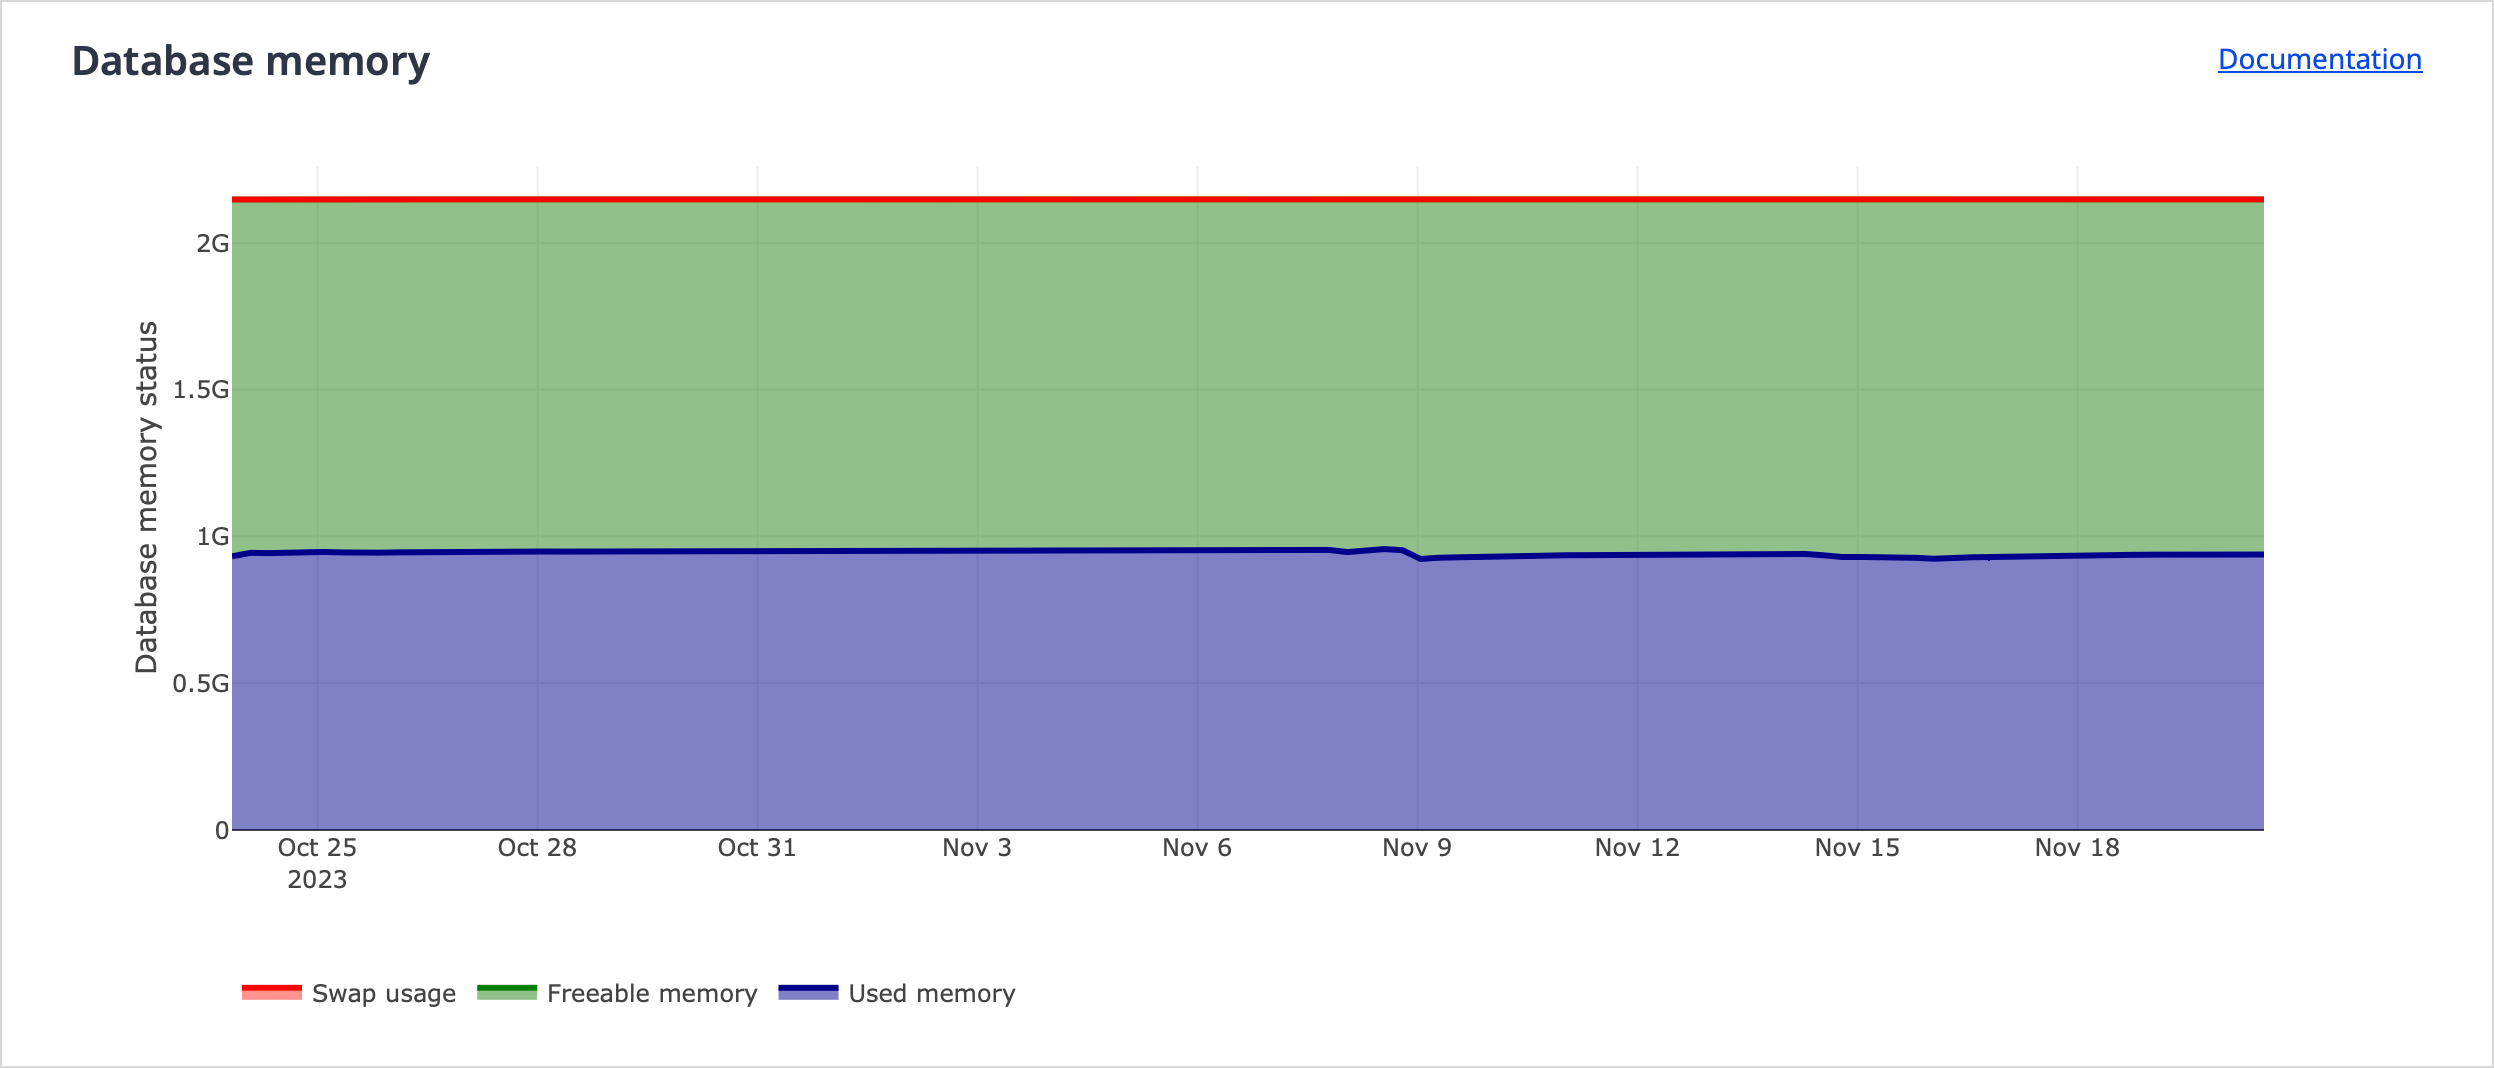 Database memory
Documentation
Database memory status
2G
1.5G
1G
0.5G
0
Oct 25 Oct 28 Oct 31 Nov 3 Nov 6 Nov 9 Nov 12 Nov 15 Nov 18
2023
Swap usage Freeable memory Used memory